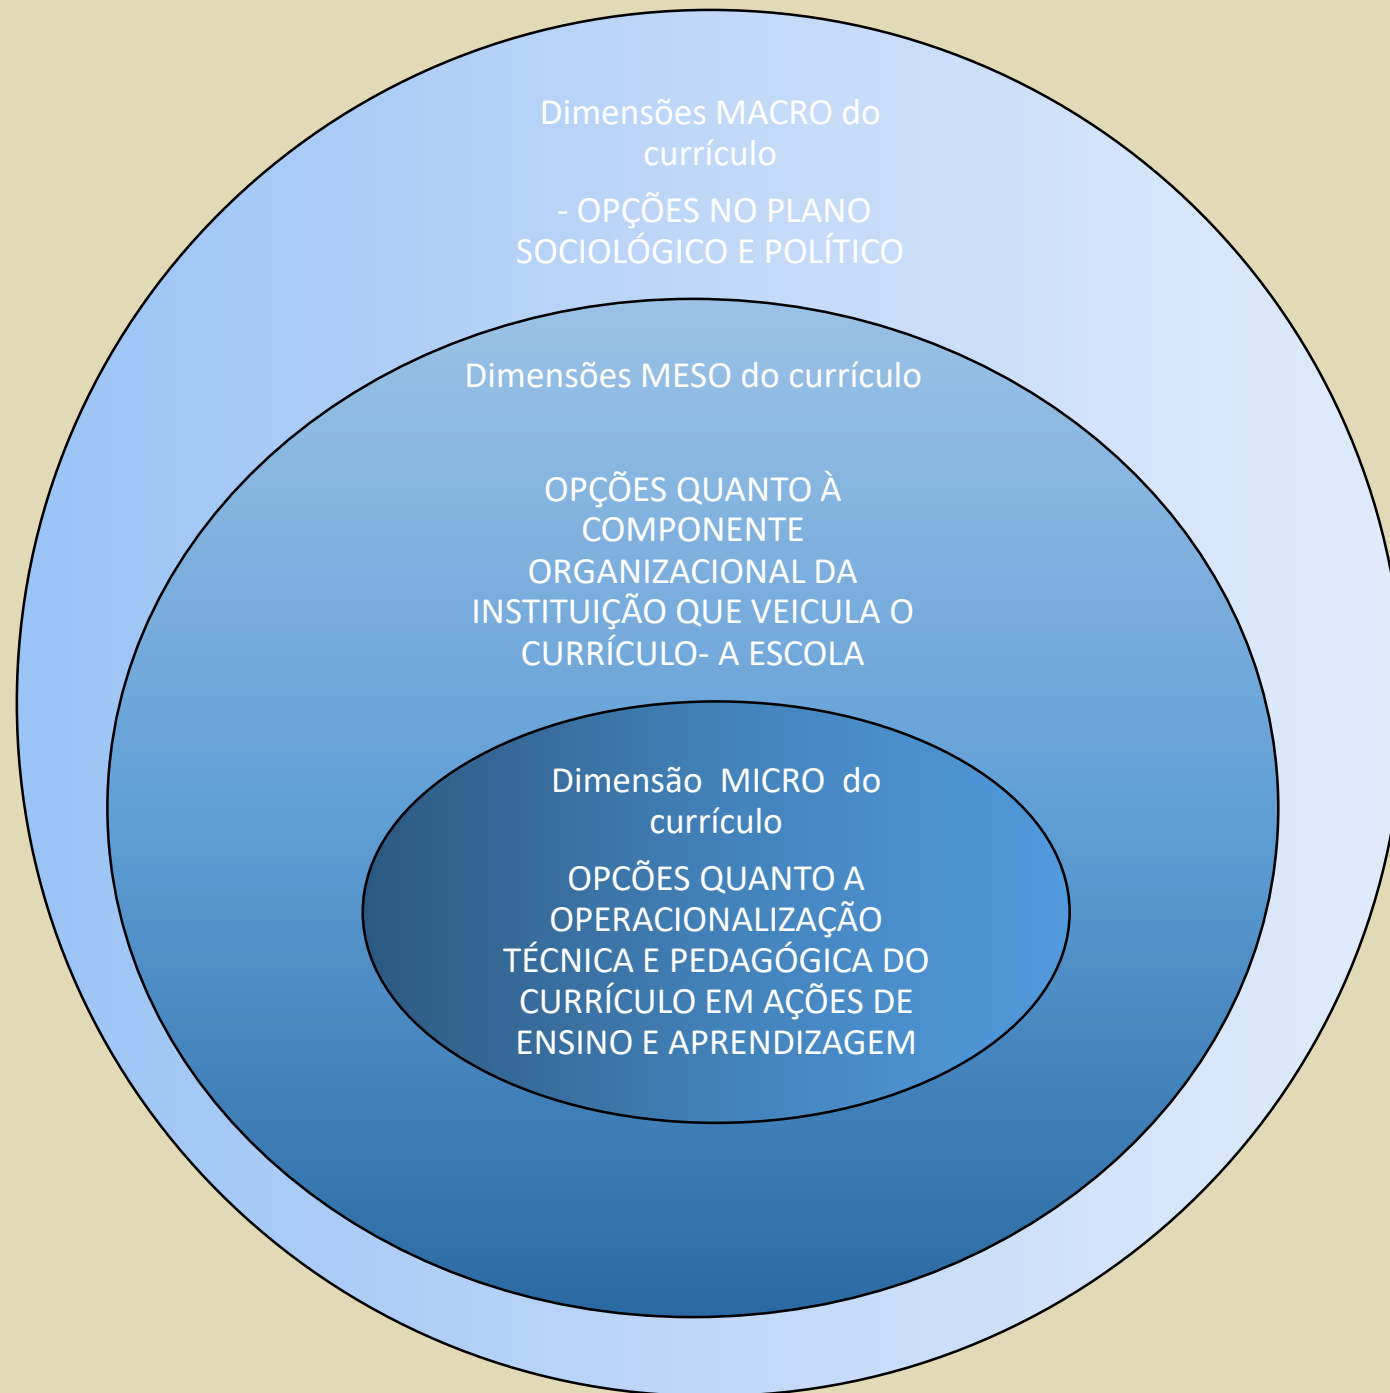 Dimensões MACRO do
currículo
- OPÇÕES NO PLANO
SOCIOLÓGICO E POLÍTICO
Dimensões MESO do currículo
OPÇÕES QUANTO À
COMPONENTE
ORGANIZACIONAL DA
INSTITUIÇÃO QUE VEICULA O
CURRÍCULO- A ESCOLA
Dimensão  MICRO  do
currículo
OPCÕES QUANTO A
OPERACIONALIZAÇÃO
TÉCNICA E PEDAGÓGICA DO
CURRÍCULO EM AÇÕES DE
ENSINO E APRENDIZAGEM